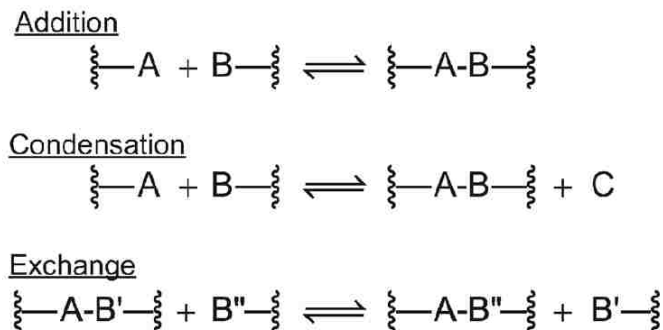 Addition
A + B ⇌ A-B
Condensation
A + B ⇌ A-B + C
Exchange
A-B' + B" ⇌ A-B" + B'